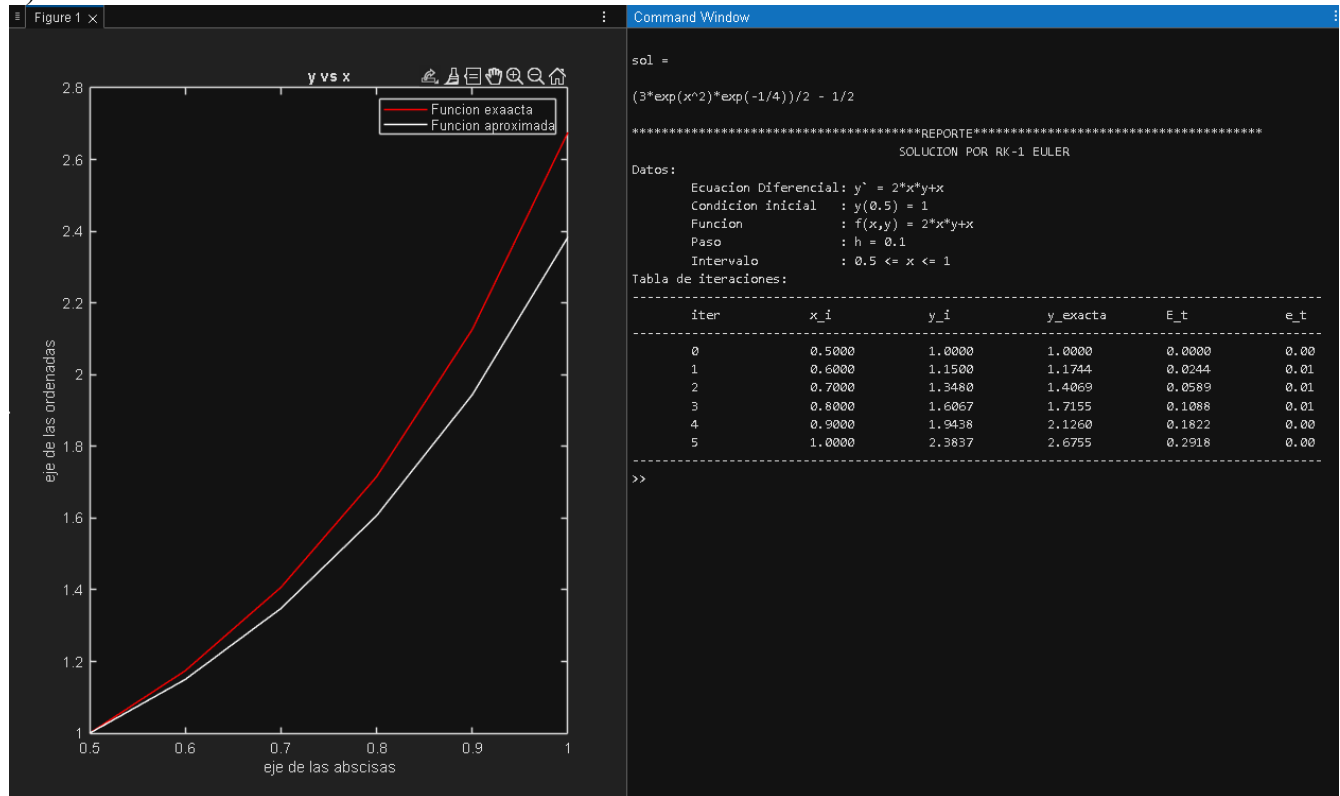 Figure 1
y vs x
Funcion exaacta
Funcion aproximada
2.8
2.6
2.4
2.2
2
1.8
1.6
1.4
1.2
1
0.5 0.6 0.7 0.8 0.9 1
eje de las ordenadas
eje de las abscisas
Command Window
sol =
(3*exp(x^2)*exp(-1/4))/2 - 1/2
***************************************REPORTE***************************************
SOLUCION POR RK-1 EULER
Datos:
Ecuacion Diferencial: y` = 2*x*y+x
Condicion inicial : y(0.5) = 1
Funcion : f(x,y) = 2*x*y+x
Paso : h = 0.1
Intervalo : 0.5 <= x <= 1
Tabla de iteraciones:
---------------------------------------------------------------------------------------------
iter x_i y_i y_exacta E_t e_t
---------------------------------------------------------------------------------------------
0 0.5000 1.0000 1.0000 0.0000 0.00
1 0.6000 1.1500 1.1744 0.0244 0.01
2 0.7000 1.3480 1.4069 0.0589 0.01
3 0.8000 1.6067 1.7155 0.1088 0.01
4 0.9000 1.9438 2.1260 0.1822 0.00
5 1.0000 2.3837 2.6755 0.2918 0.00
---------------------------------------------------------------------------------------------
>>